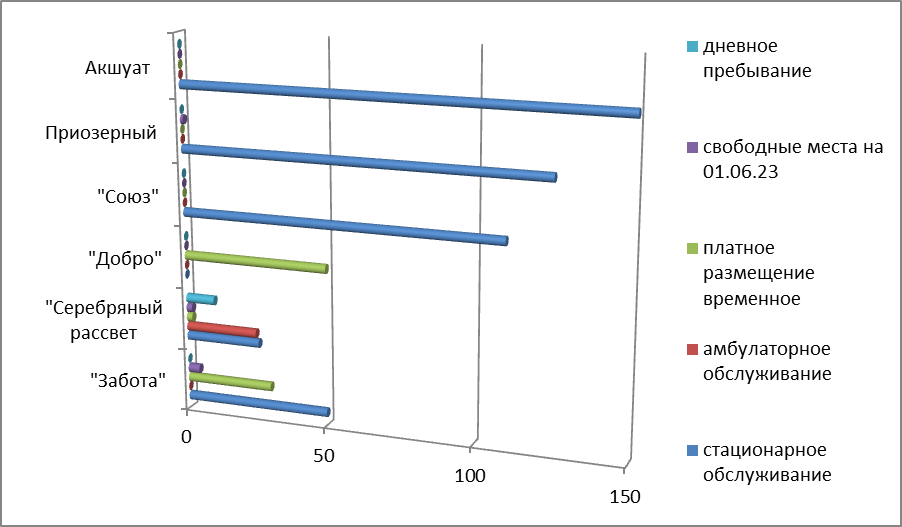 Акшуат
Приозерный
"Союз"
"Добро"
"Серебряный
рассвет
"Забота"
0
50
100
150
дневное
пребывание
свободные места на
01.06.23
платное
размещение
временное
амбулаторное
обслуживание
стационарное
обслуживание